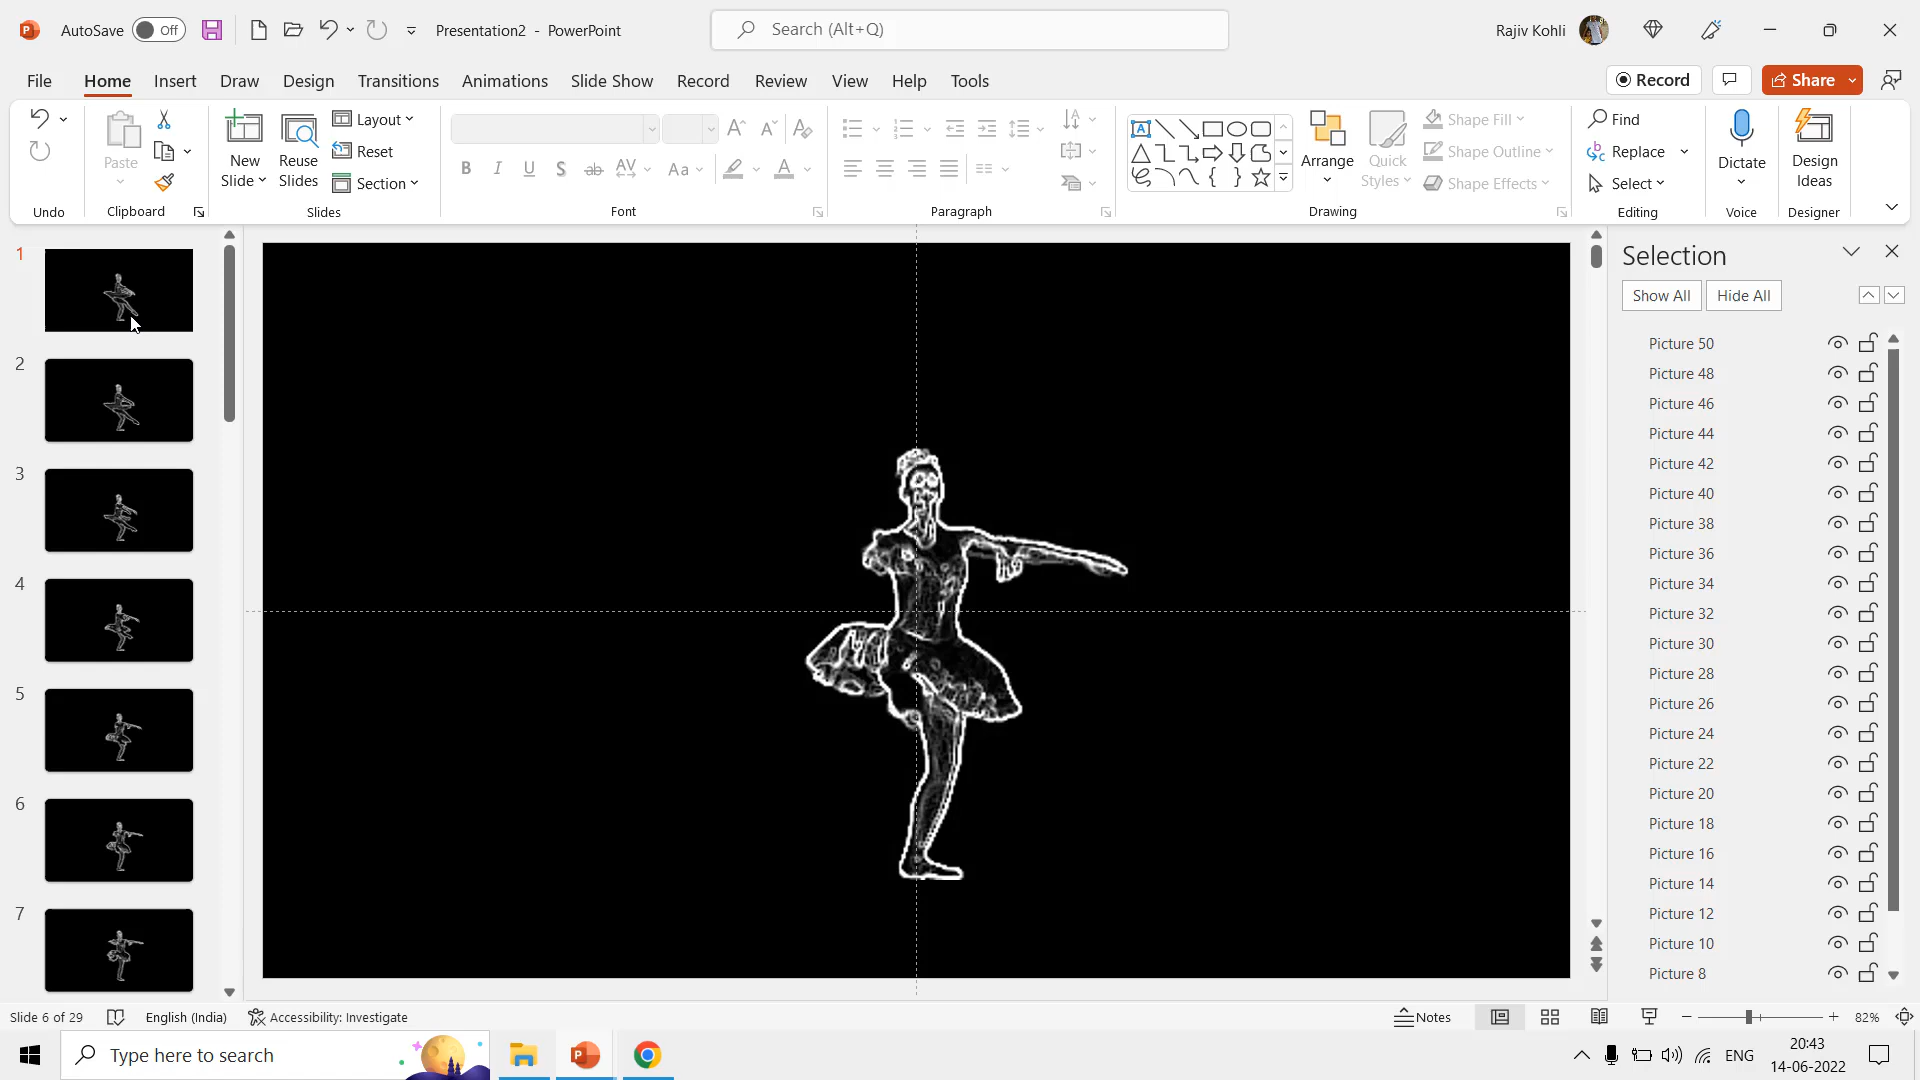 AutoSave Off Presentation2 - PowerPoint Search (Alt+Q) Rajiv Kohli
File Home Insert Draw Design Transitions Animations Slide Show Record Review View Help Tools Record Share
Paste New Slide Reuse Slides Layout Reset Section
Aa
Arrange Quick Styles Shape Fill Shape Outline Shape Effects
Find Replace Select Dictate Design Ideas
Undo Clipboard Slides Font Paragraph Drawing Editing Voice Designer
1
2
3
4
5
6
7
Selection
Show All Hide All
Picture 50
Picture 48
Picture 46
Picture 44
Picture 42
Picture 40
Picture 38
Picture 36
Picture 34
Picture 32
Picture 30
Picture 28
Picture 26
Picture 24
Picture 22
Picture 20
Picture 18
Picture 16
Picture 14
Picture 12
Picture 10
Picture 8
Slide 6 of 29 English (India) Accessibility: Investigate Notes 82%
Type here to search ENG 20:43
14-06-2022